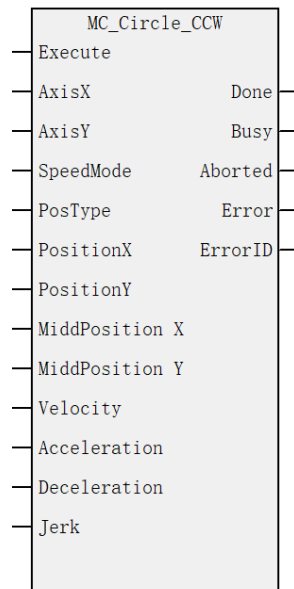 MC_Circle_CCW
Execute
AxisX Done
AxisY Busy
SpeedMode Aborted
PosType Error
PositionX ErrorID
PositionY
MiddPosition X
MiddPosition Y
Velocity
Acceleration
Deceleration
Jerk